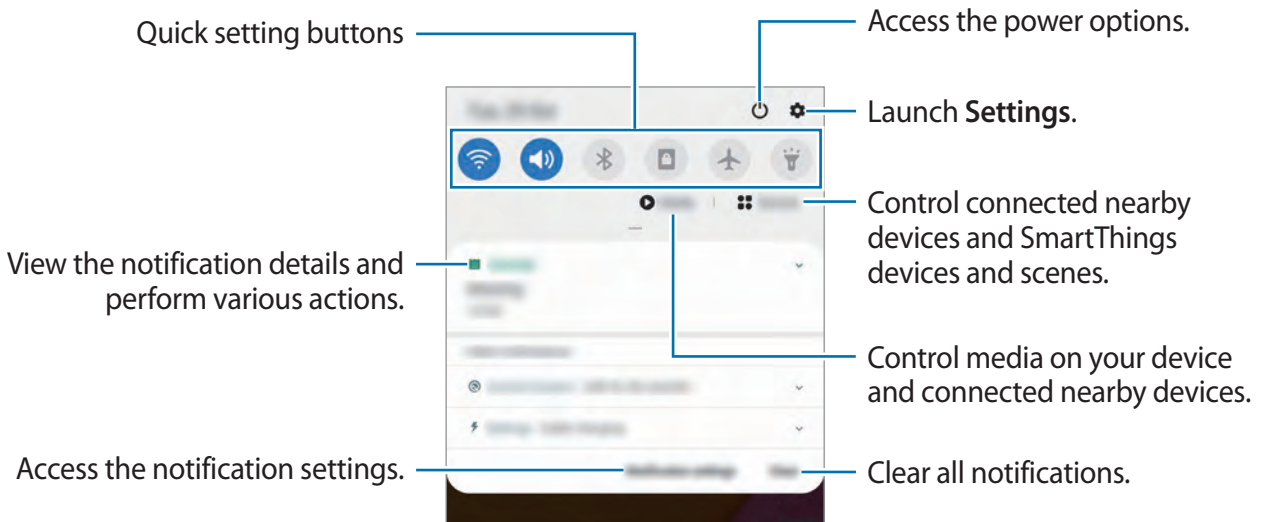 Quick setting buttons
Access the power options.
Launch Settings.
Control connected nearby
devices and SmartThings
devices and scenes.
View the notification details and
perform various actions.
Control media on your device
and connected nearby devices.
Access the notification settings.
Clear all notifications.